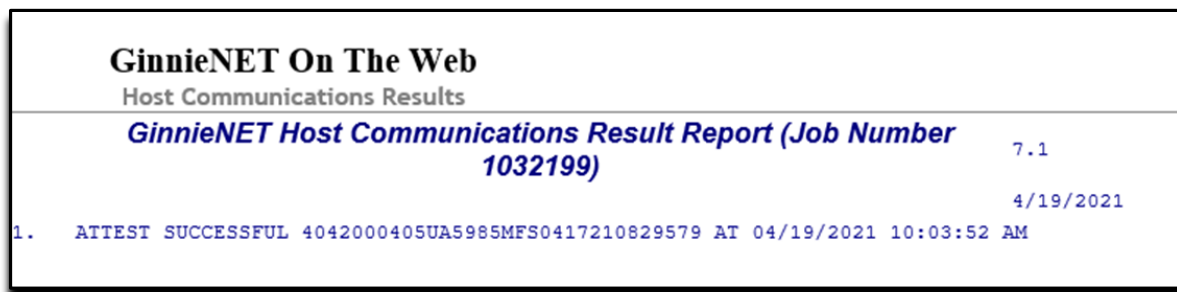 GinnieNET On The Web
Host Communications Results
GinnieNET Host Communications Result Report (Job Number
1032199)
7.1
4/19/2021
1. ATTEST SUCCESSFUL 4042000405UA5985MFS0417210829579 AT 04/19/2021 10:03:52 AM